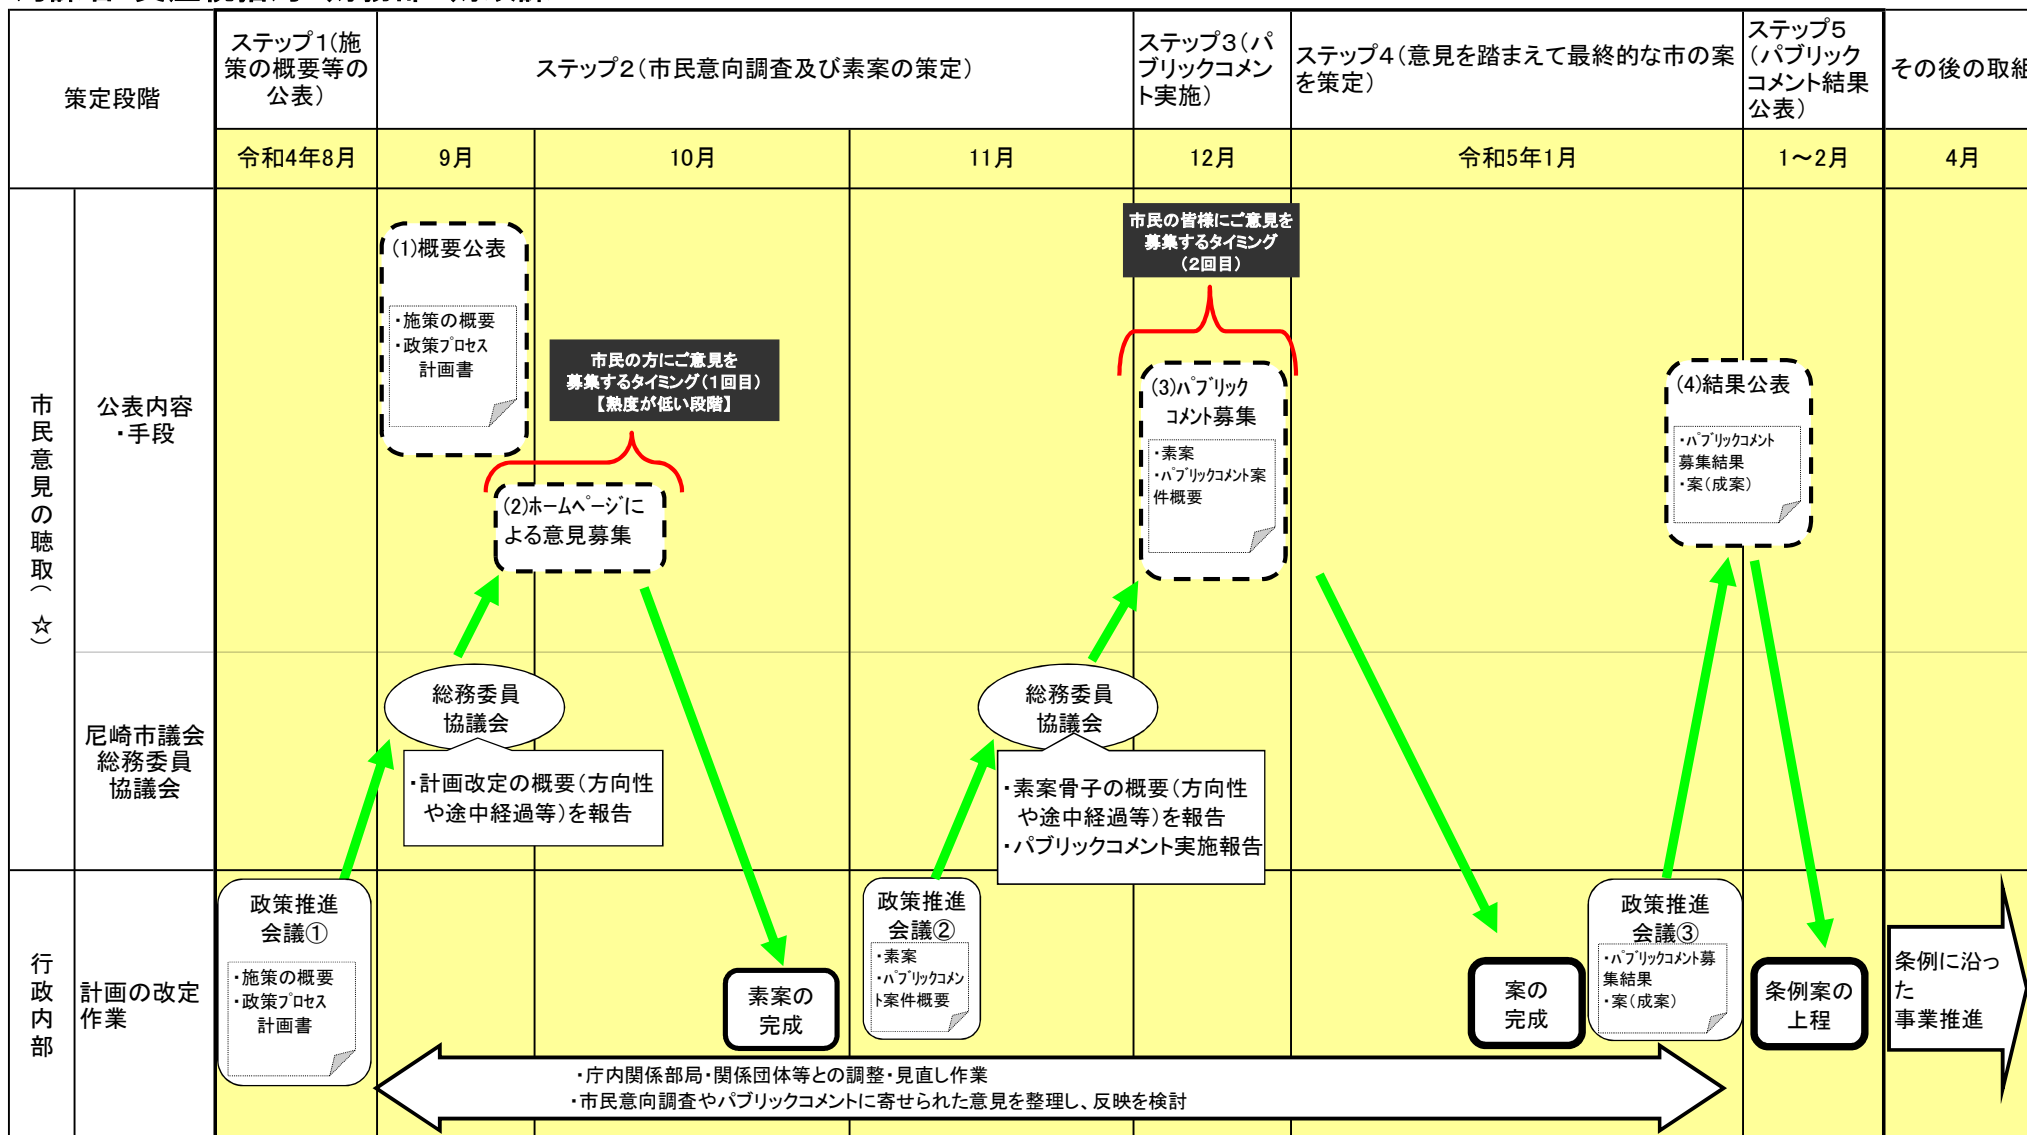 策定段階
ステップ1(施
策の概要等の
公表)
ステップ2(市民意向調査及び素案の策定)
ステップ3(パ
ブリックコメン
ト実施)
ステップ4(意見を踏まえて最終的な市の案
を策定)
ステップ5
(パブリック
コメント結果
公表)
その後の取組
令和4年8月
9月
10月
11月
12月
令和5年1月
1～2月
4月
市民意見の聴取(☆)
公表内容
・手段
(1)概要公表
・施策の概要
・政策プロセス
計画書
市民の方にご意見を
募集するタイミング(1回目)
【熟度が低い段階】
(2)ホームページに
よる意見募集
市民の皆様にご意見を
募集するタイミング
(2回目)
(3)パブリック
コメント募集
・素案
・パブリックコメント案
件概要
(4)結果公表
・パブリックコメント
募集結果
・案(成案)
尼崎市議会
総務委員
協議会
総務委員
協議会
・計画改定の概要(方向性
や途中経過等)を報告
総務委員
協議会
・素案骨子の概要(方向性
や途中経過等)を報告
・パブリックコメント実施報告
行政内部
計画の改定
作業
政策推進
会議①
・施策の概要
・政策プロセス
計画書
素案の
完成
政策推進
会議②
・素案
・パブリックコメン
ト案件概要
案の
完成
政策推進
会議③
・パブリックコメント募
集結果
・案(成案)
条例案の
上程
条例に沿っ
た
事業推進
・庁内関係部局・関係団体等との調整・見直し作業
・市民意向調査やパブリックコメントに寄せられた意見を整理し、反映を検討